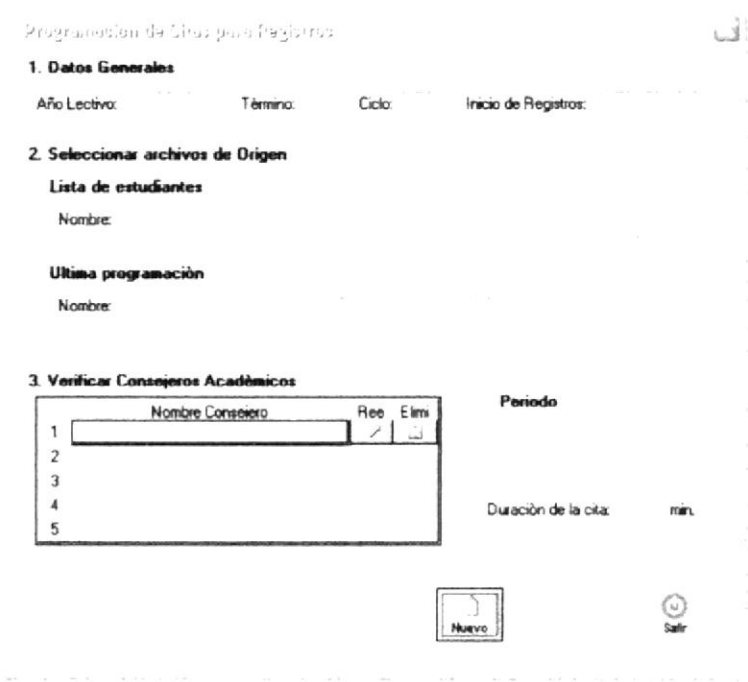 Programación de Citas para Registros
1. Datos Generales
Año Lectivo: Término: Ciclo: Inicio de Registros:
2. Seleccionar archivos de Origen
Lista de estudiantes
Nombre:
Ultima programaciòn
Nombre:
3. Verificar Consejeros Acadèmicos
Nombre Consejero Ree Elimi
1
2
3
4
5
Periodo
Duraciòn de la cita: min.
Nuevo
Salir